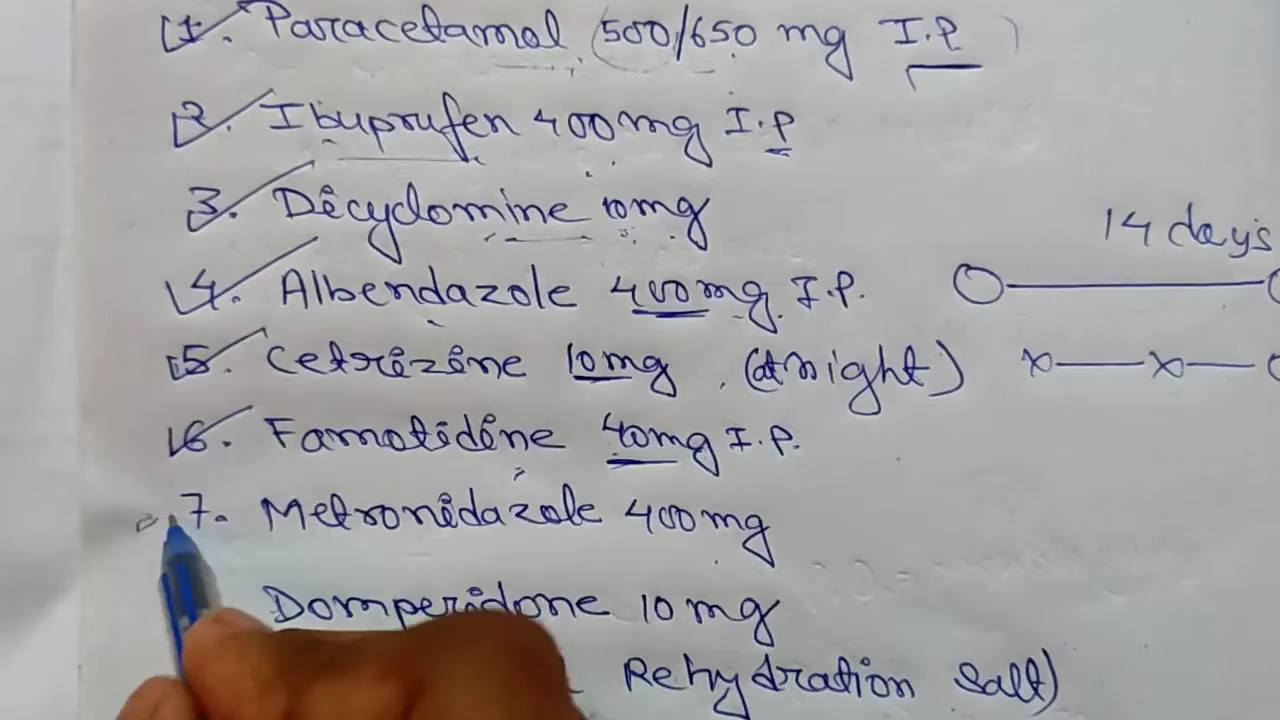 1. Paracetamol (500/650 mg I.P)
2. Ibuprufen 400mg I.P
3. Décyclomine 10mg
14 days
4. Albendazole 400mg I.P.
5. Cetrizine 10mg (at night)
x — x —
6. Famotidine 40mg I.P.
7. Metronidazole 400mg
Domperidone 10mg
Rehydration Salt)